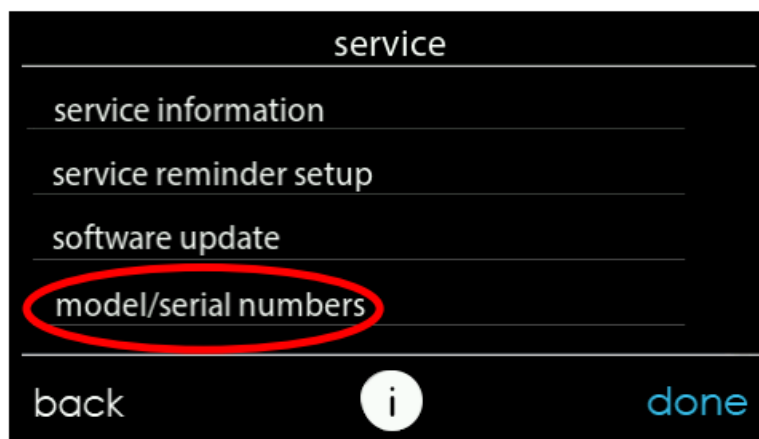 service
service information
service reminder setup
software update
model/serial numbers
back i done